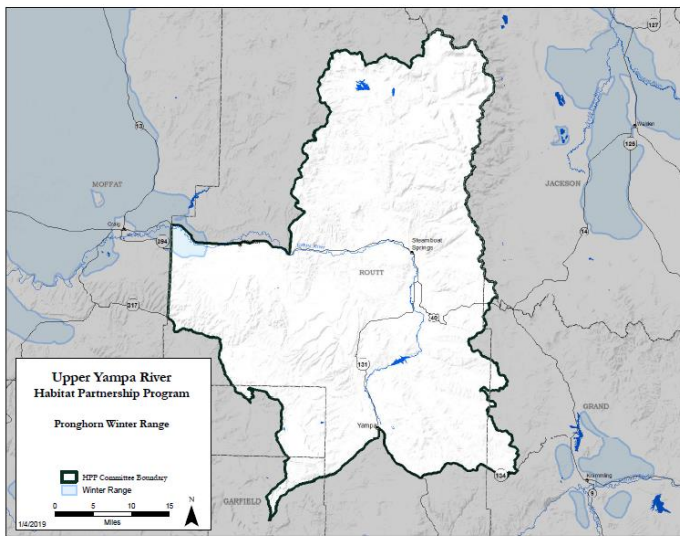 127
Walden
125
13
MOFFAT
JACKSON
14
Craig
394
Yampa River
Steamboat
Springs
ROUTT
317
40
131
Upper Yampa River
Habitat Partnership Program
Pronghorn Winter Range
GRAND
Yampa
HPP Committee Boundary
Winter Range
134
Kremmling
9
GARFIELD
0 5 10 15
Miles
N
1/4/2019